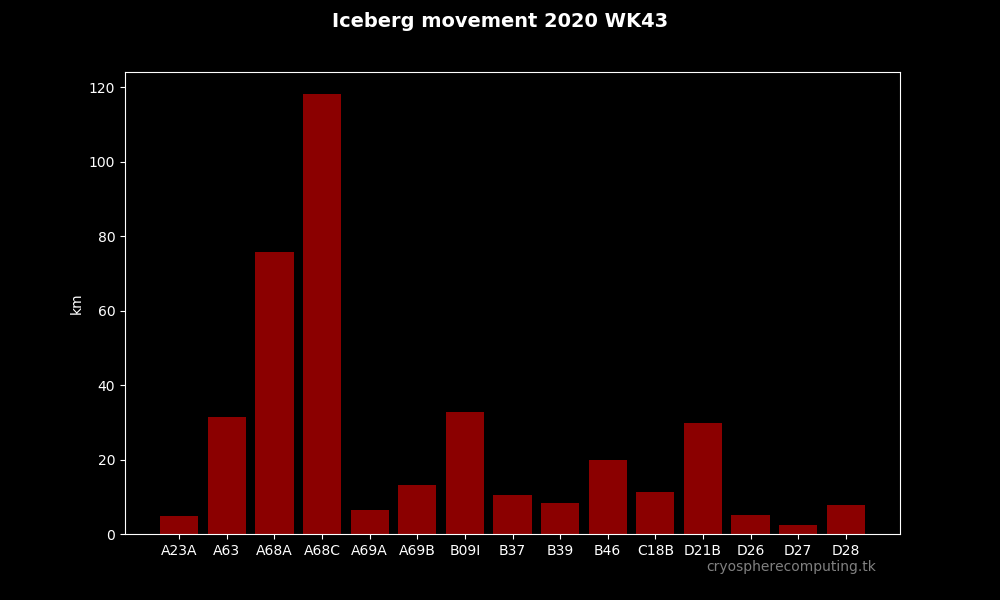 Iceberg movement 2020 WK43
120
100
80
60
40
20
0
km
A23A A63 A68A A68C A69A A69B B09I B37 B39 B46 C18B D21B D26 D27 D28
cryospherecomputing.tk